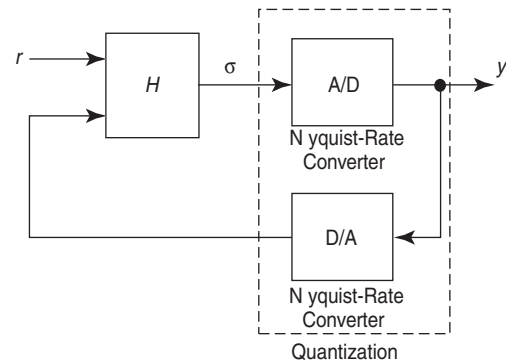 r
H
σ
A/D
y
N yquist-Rate
Converter
D/A
N yquist-Rate
Converter
Quantization